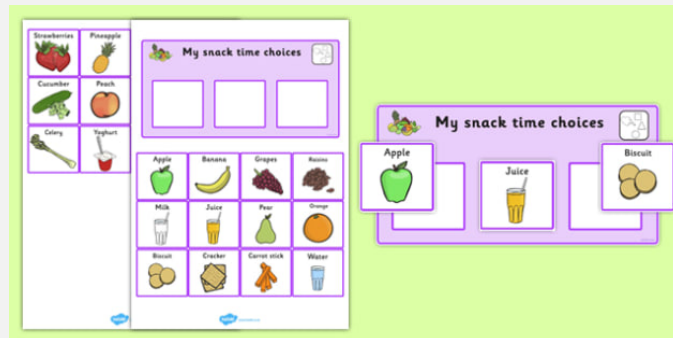 Strawberries Pineapple
Cucumber Peach
Celery Yoghurt
My snack time choices
Apple Banana Grapes Raisins
Milk Juice Pear Orange
Biscuit Cracker Carrot stick Water
My snack time choices
Apple
Juice
Biscuit